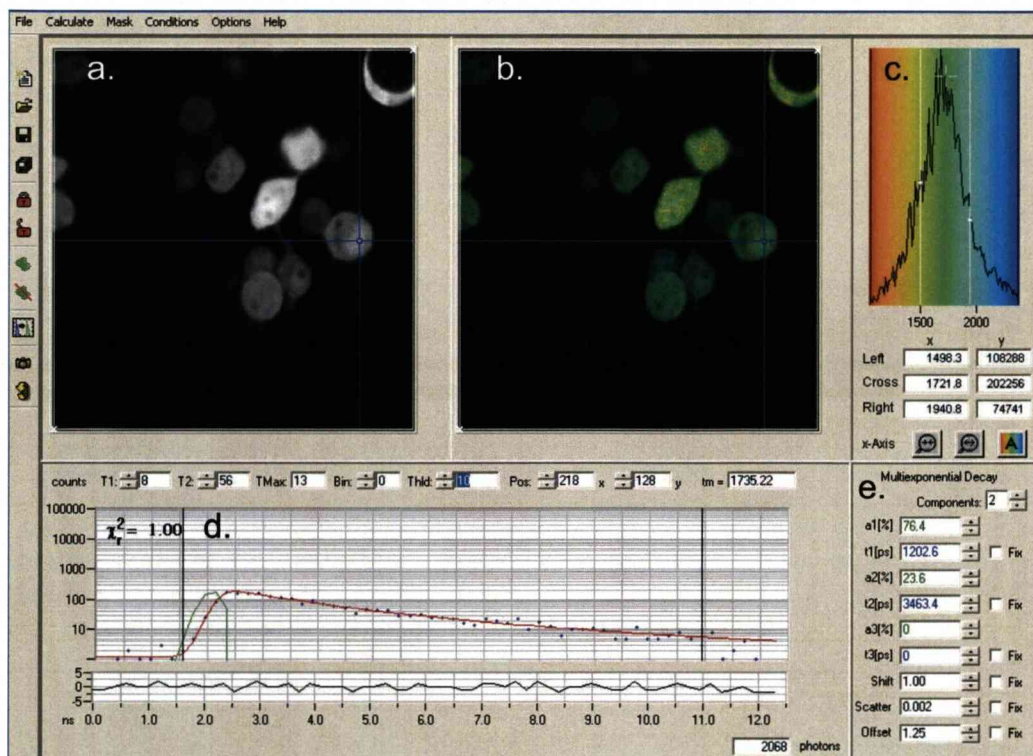 File Calculate Mask Conditions Options Help
a.
b.
c.
1500 2000
x y
Left 1498.3 108288
Cross 1721.8 202256
Right 1940.8 74741
x-Axis A
counts T1: 8 T2: 56 TMax: 13 Bin: 0 Thld: 10 Pos: 218 x 128 y tm = 1735.22
100000
10000
1000
100
10
χ²r = 1.00 d.
5
0
-5
ns 0.0 1.0 2.0 3.0 4.0 5.0 6.0 7.0 8.0 9.0 10.0 11.0 12.0
2068 photons
e. Multiexponential Decay
Components: 2
a1[%] 76.4
t1[ps] 1202.6 Fix
a2[%] 23.6
t2[ps] 3463.4 Fix
a3[%] 0
t3[ps] 0 Fix
Shift 1.00 Fix
Scatter 0.002 Fix
Offset 1.25 Fix